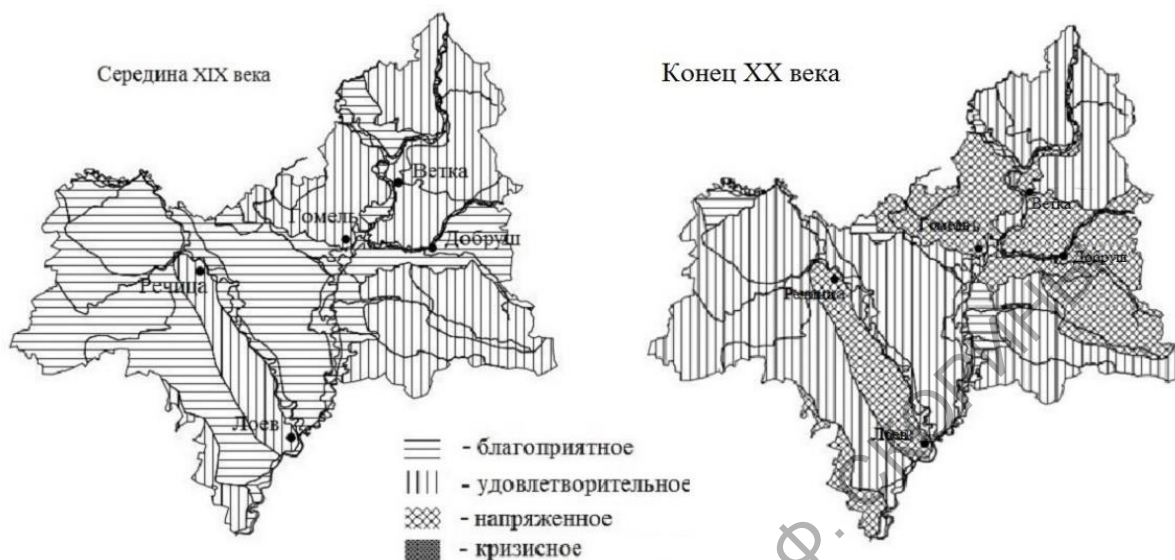 Середина XIX века
Ветка
Гомель
Добруш
Речица
Лоев
Конец XX века
Ветка
Гомель
Добруш
Речица
Лоев
- благоприятное
- удовлетворительное
- напряженное
- кризисное
Ф. СКОРИНЫ